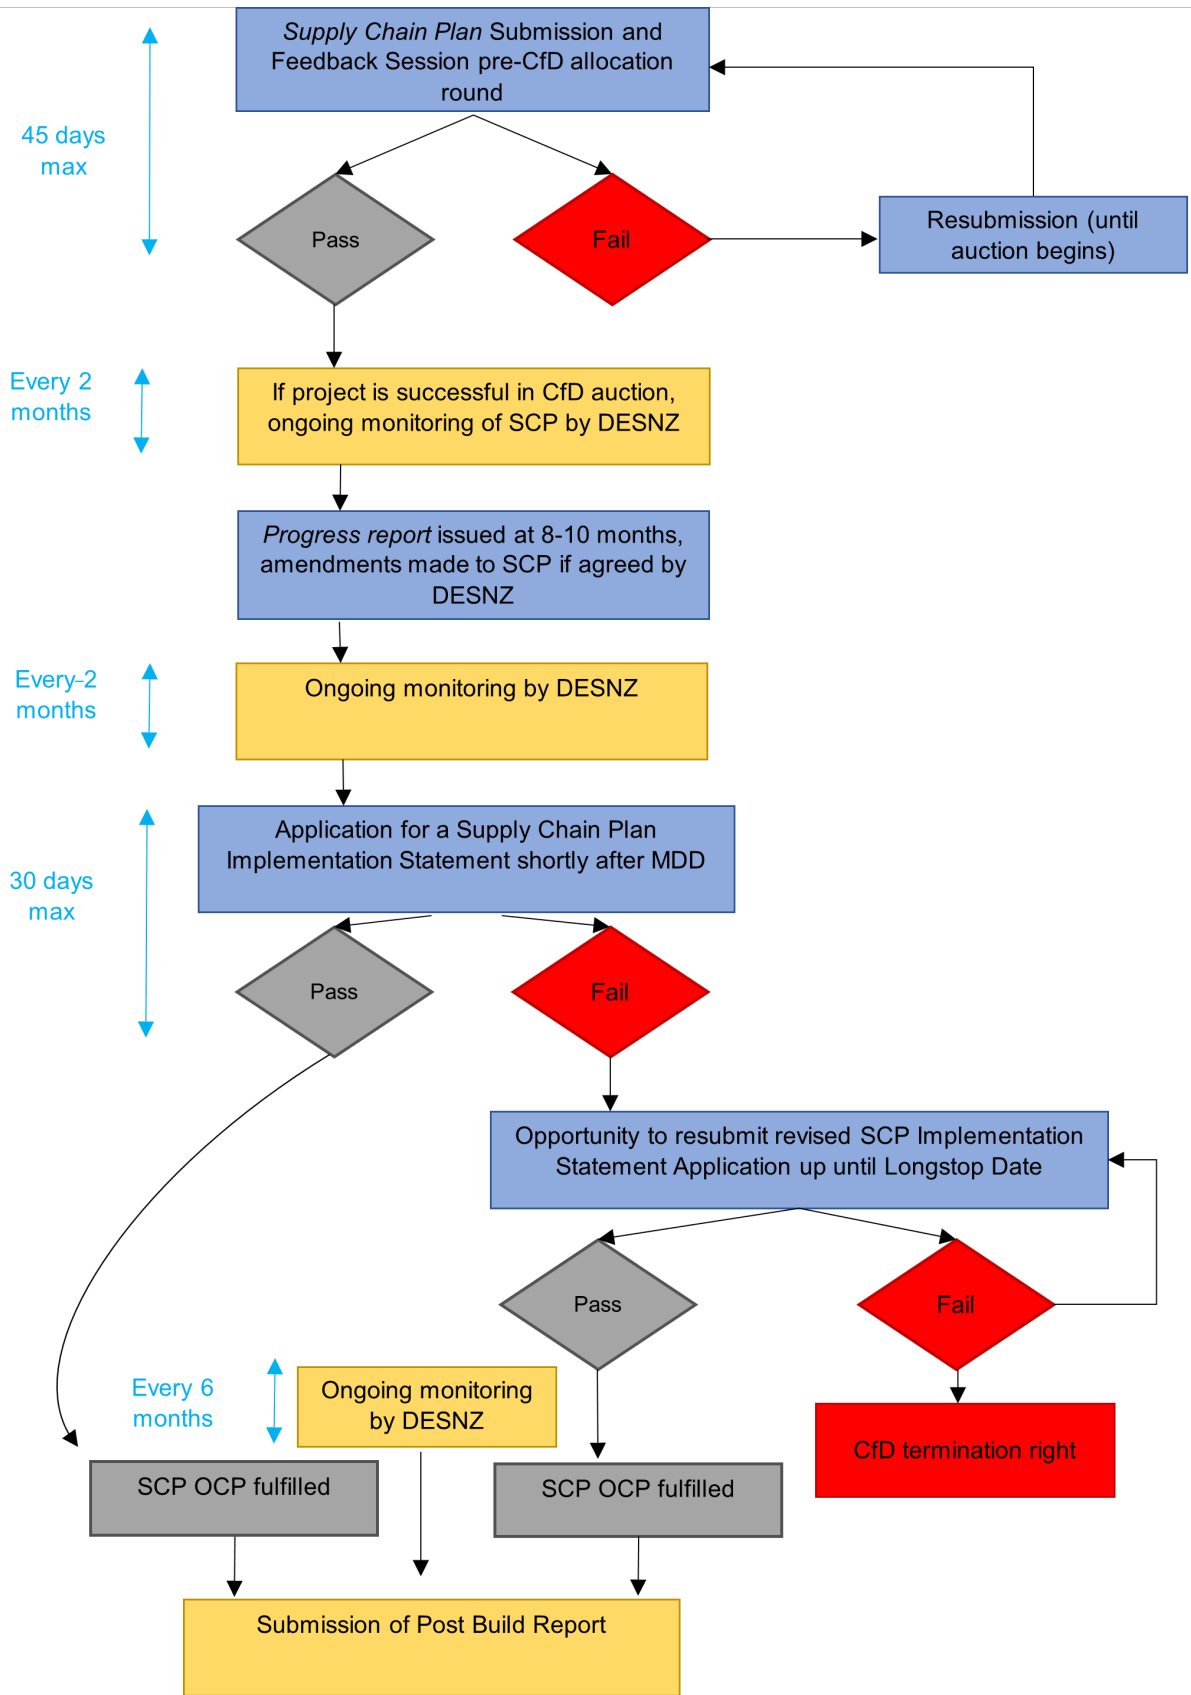 Supply Chain Plan Submission and
Feedback Session pre-CfD allocation
round
45 days
max
Pass
Fail
Resubmission (until
auction begins)
Every 2
months
If project is successful in CfD auction,
ongoing monitoring of SCP by DESNZ
Progress report issued at 8-10 months,
amendments made to SCP if agreed by
DESNZ
Every-2
months
Ongoing monitoring by DESNZ
Application for a Supply Chain Plan
Implementation Statement shortly after MDD
30 days
max
Pass
Fail
Opportunity to resubmit revised SCP Implementation
Statement Application up until Longstop Date
Pass
Fail
Every 6
months
Ongoing monitoring
by DESNZ
CfD termination right
SCP OCP fulfilled
SCP OCP fulfilled
Submission of Post Build Report